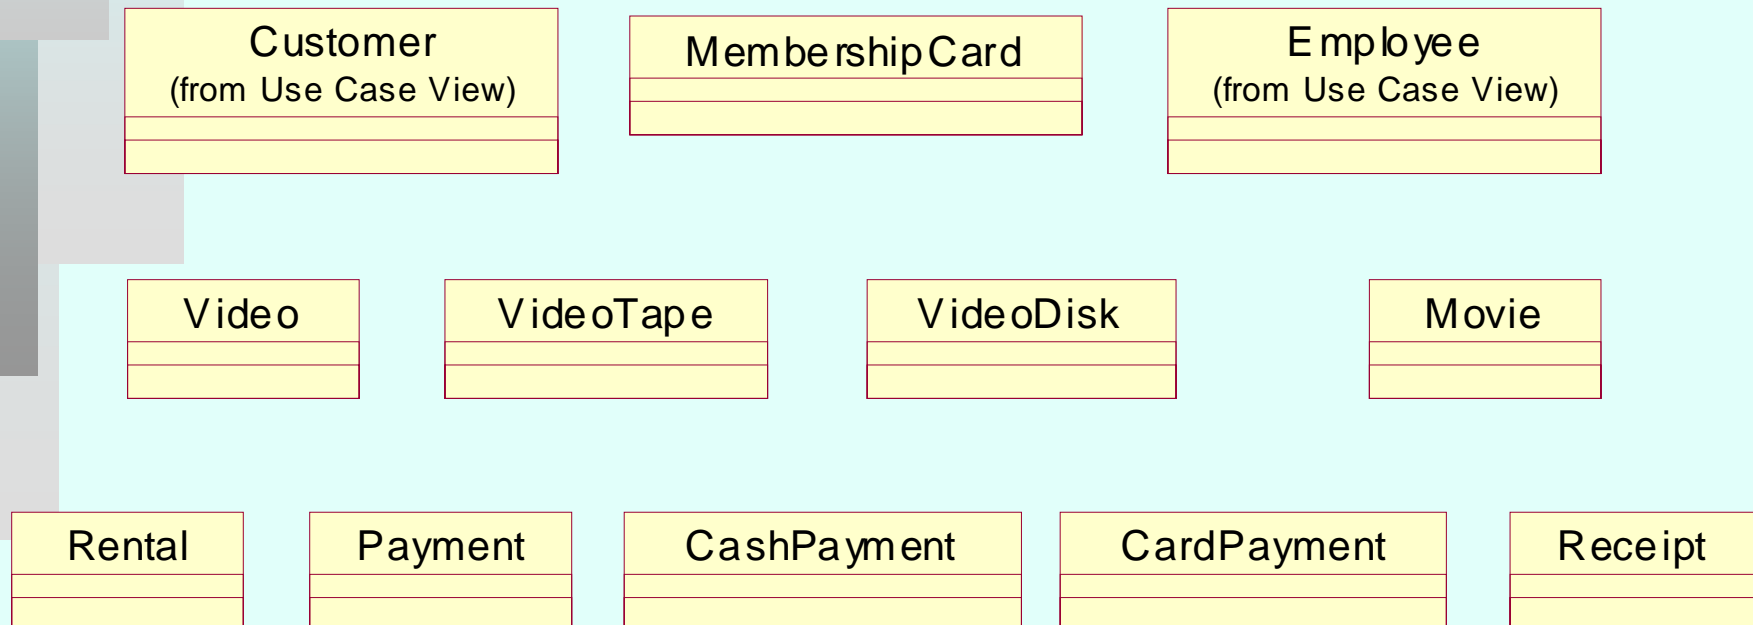 Customer
(from Use Case View)
MembershipCard
Employee
(from Use Case View)
Video
VideoTape
VideoDisk
Movie
Rental
Payment
CashPayment
CardPayment
Receipt